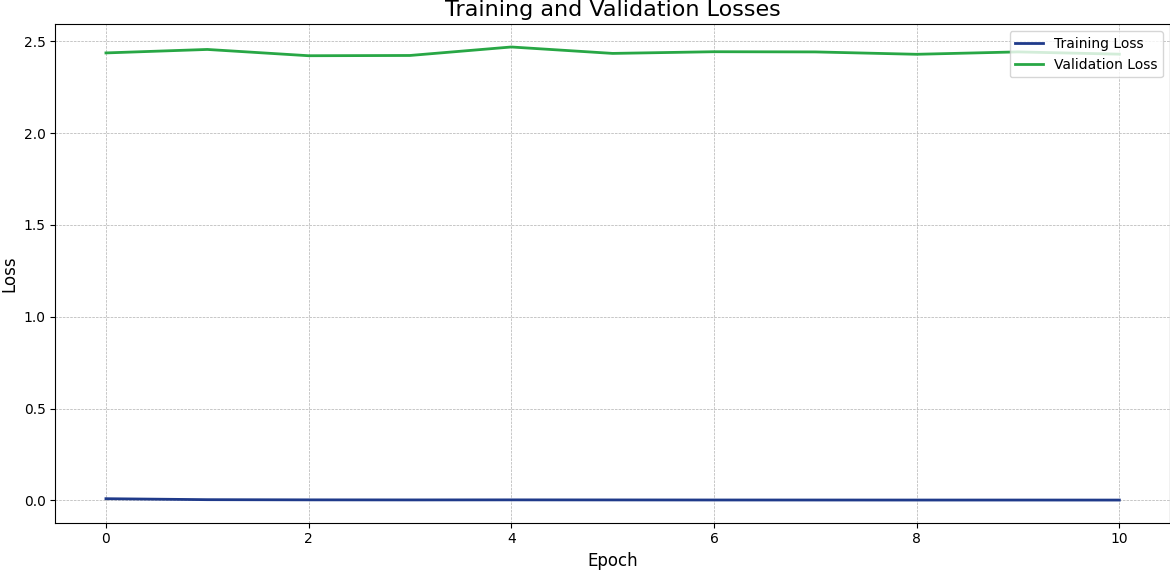 Training and Validation Losses
Training Loss
Validation Loss
Loss
2.5
2.0
1.5
1.0
0.5
0.0
0 2 4 6 8 10
Epoch